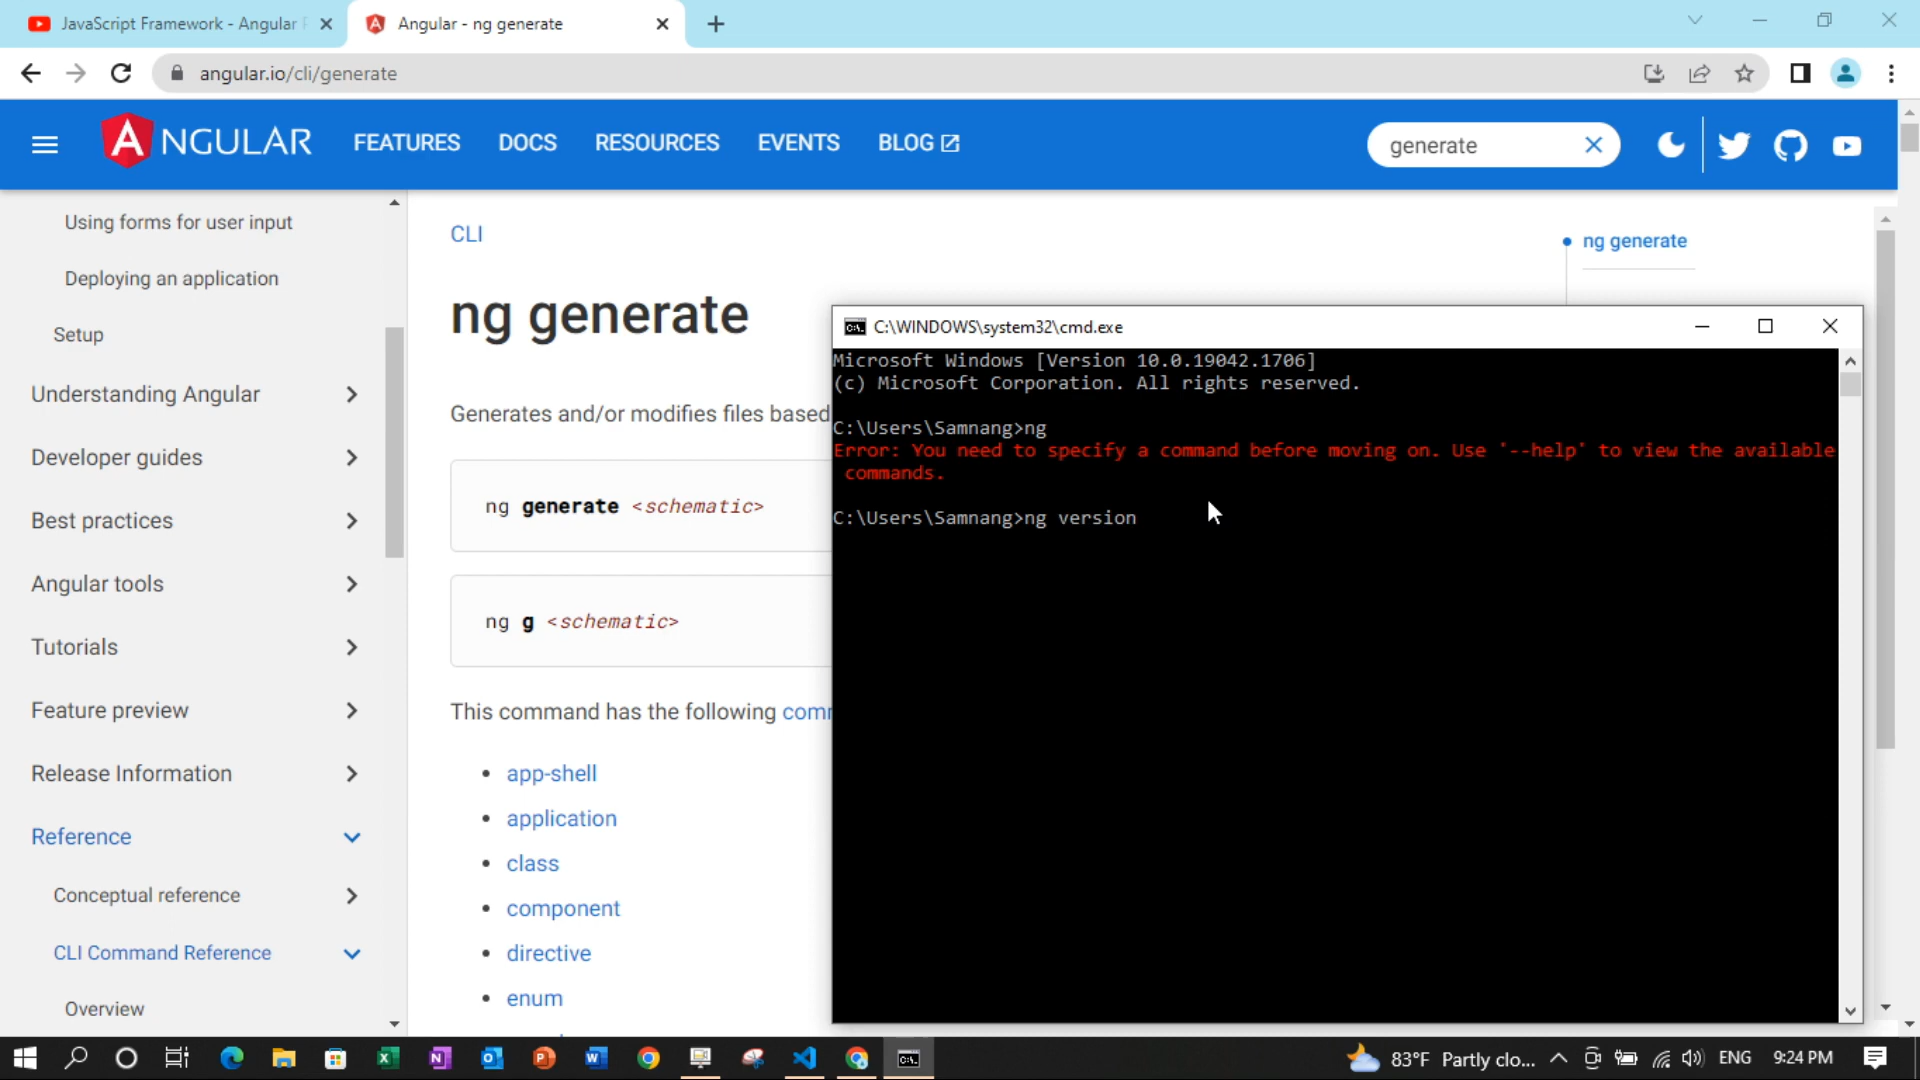 JavaScript Framework - Angular
Angular - ng generate
angular.io/cli/generate
ANGULAR
FEATURES
DOCS
RESOURCES
EVENTS
BLOG
generate
Using forms for user input
Deploying an application
Setup
Understanding Angular
Developer guides
Best practices
Angular tools
Tutorials
Feature preview
Release Information
Reference
Conceptual reference
CLI Command Reference
Overview
CLI
ng generate
Generates and/or modifies files based
ng generate <schematic>
ng g <schematic>
This command has the following
app-shell
application
class
component
directive
enum
ng generate
C:\WINDOWS\system32\cmd.exe
Microsoft Windows [Version 10.0.19042.1706]
(c) Microsoft Corporation. All rights reserved.
C:\Users\Samnang>ng
Error: You need to specify a command before moving on. Use '--help' to view the available
commands.
C:\Users\Samnang>ng version
83°F Partly clo...
ENG
9:24 PM